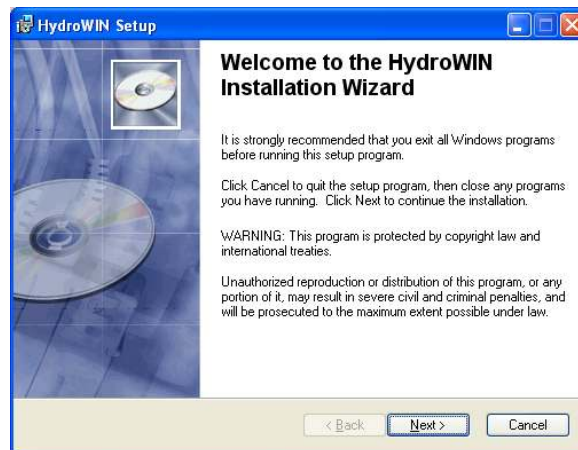 HydroWIN Setup
Welcome to the HydroWIN
Installation Wizard
It is strongly recommended that you exit all Windows programs
before running this setup program.
Click Cancel to quit the setup program, then close any programs
you have running. Click Next to continue the installation.
WARNING: This program is protected by copyright law and
international treaties.
Unauthorized reproduction or distribution of this program, or any
portion of it, may result in severe civil and criminal penalties, and
will be prosecuted to the maximum extent possible under law.
< Back Next > Cancel